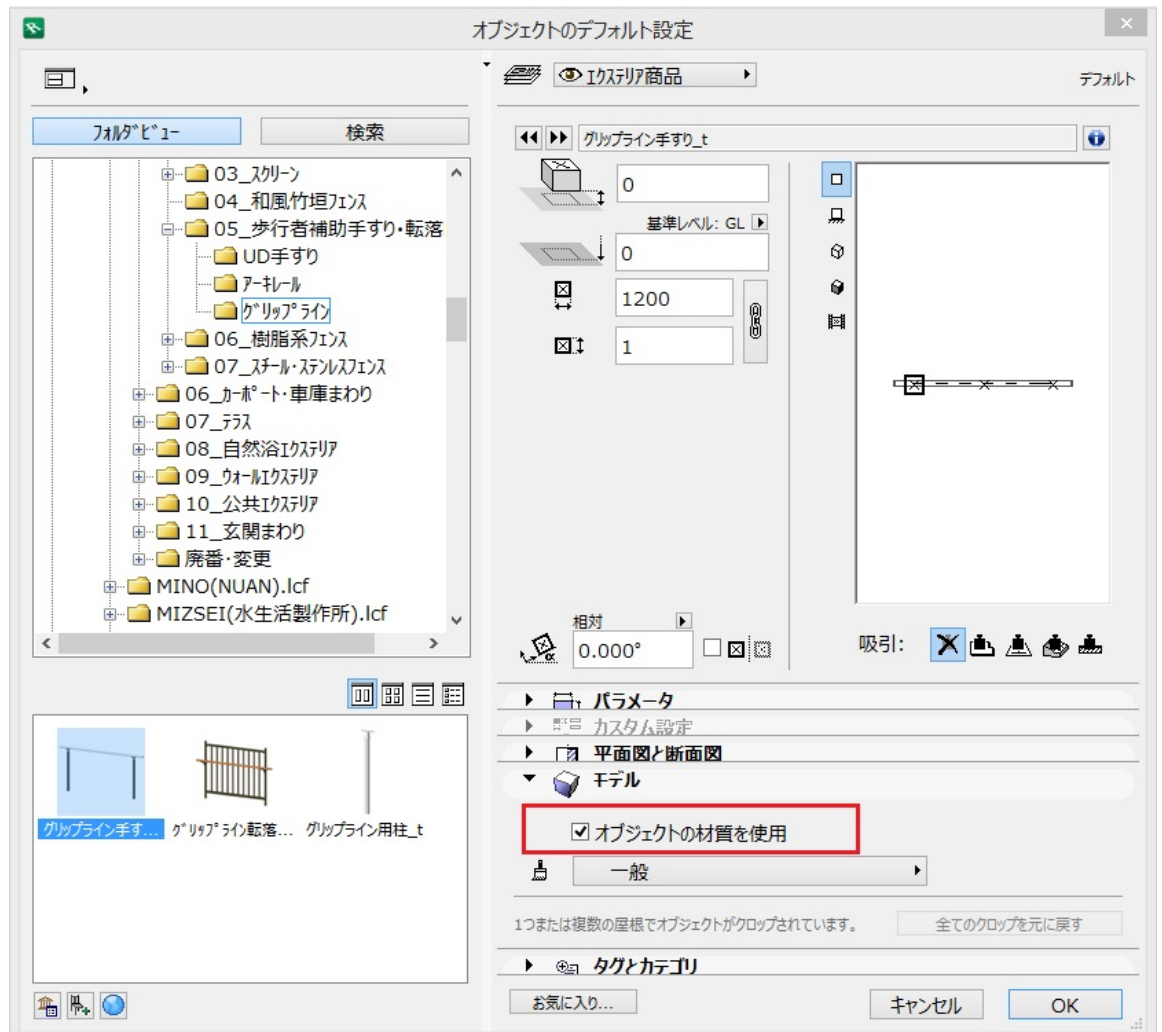 オブジェクトのデフォルト設定
フォルダビュー
検索
03_スクリーン
04_和風竹垣フェンス
05_歩行者補助手すり・転落
UD手すり
アーキレール
グリップライン
06_樹脂系フェンス
07_スチール・ステンレスフェンス
06_カーポート・車庫まわり
07_テラス
08_自然浴エクステリア
09_ウォールエクステリア
10_公共エクステリア
11_玄関まわり
廃番・変更
MINO(NUAN).lcf
MIZSEI(水生活製作所).lcf
グリップライン手す...
グリップライン転落...
グリップライン用柱_t
エクステリア商品
デフォルト
グリップライン手すり_t
0
基準レベル: GL
0
1200
1
相対
0.000°
吸引:
パラメータ
カスタム設定
平面図と断面図
モデル
オブジェクトの材質を使用
一般
1つまたは複数の屋根でオブジェクトがクロップされています。
全てのクロップを元に戻す
タグとカテゴリ
お気に入り...
キャンセル
OK